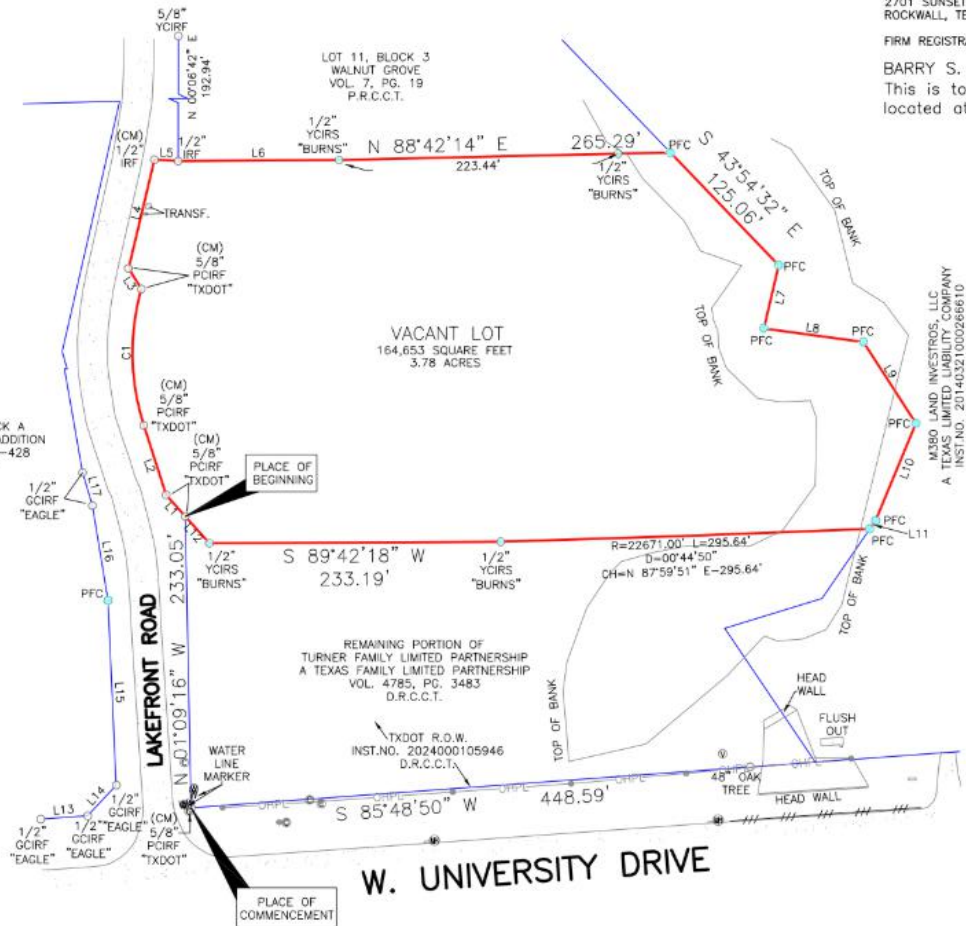 2701 SUNSET
ROCKWALL, TE
FIRM REGISTRA
BARRY S.
This is to
located at
5/8"
YCIRF
N 00°06'42" E
192.94'
LOT 11, BLOCK 3
WALNUT GROVE
VOL. 7, PG. 19
P.R.C.C.T.
(CM)
1/2"
IRF
L5
1/2"
IRF
L6
1/2"
YCIRS
"BURNS"
N 88°42'14" E
265.29'
223.44'
1/2"
YCIRS
"BURNS"
PFC
S 43°54'32" E
125.06'
TOP OF BANK
L4
TRANSF.
(CM)
5/8"
PCIRF
"TXDOT"
L3
PFC
L7
L8
PFC
PFC
L9
TOP OF BANK
VACANT LOT
164,653 SQUARE FEET
3.78 ACRES
M380 LAND INVESTROS, LLC
A TEXAS LIMITED LIABILITY COMPANY
INST.NO. 20140321000266610
C1
(CM)
5/8"
PCIRF
"TXDOT"
PFC
L10
CK A
ADDITION
-428
(CM)
5/8"
PCIRF
"TXDOT"
L2
PLACE OF
BEGINNING
1/2"
GCIRF
"EAGLE"
L17
L1
L12
L16
PFC
L11
PFC
1/2"
YCIRS
"BURNS"
S 89°42'18" W
233.19'
1/2"
YCIRS
"BURNS"
R=22671.00' L=295.64'
D=00°44'50"
CH=N 87°59'51" E-295.64'
PFC
TOP OF BANK
233.05'
N 01°09'16" W
LAKEFRONT ROAD
L15
REMAINING PORTION OF
TURNER FAMILY LIMITED PARTNERSHIP
A TEXAS FAMILY LIMITED PARTNERSHIP
VOL. 4785, PG. 3483
D.R.C.C.T.
TOP OF BANK
HEAD
WALL
FLUSH
OUT
TXDOT R.O.W.
INST.NO. 2024000105946
D.R.C.C.T.
WATER
LINE
MARKER
OHPL
OHPL
OHPL
OHPL
OHPL
48" OAK
TREE
HEAD WALL
S 85°48'50" W
448.59'
L13
L14
1/2"
GCIRF
"EAGLE"
1/2"
GCIRF
"EAGLE"
1/2"
GCIRF
"EAGLE"
(CM)
5/8"
PCIRF
"TXDOT"
W. UNIVERSITY DRIVE
PLACE OF
COMMENCEMENT